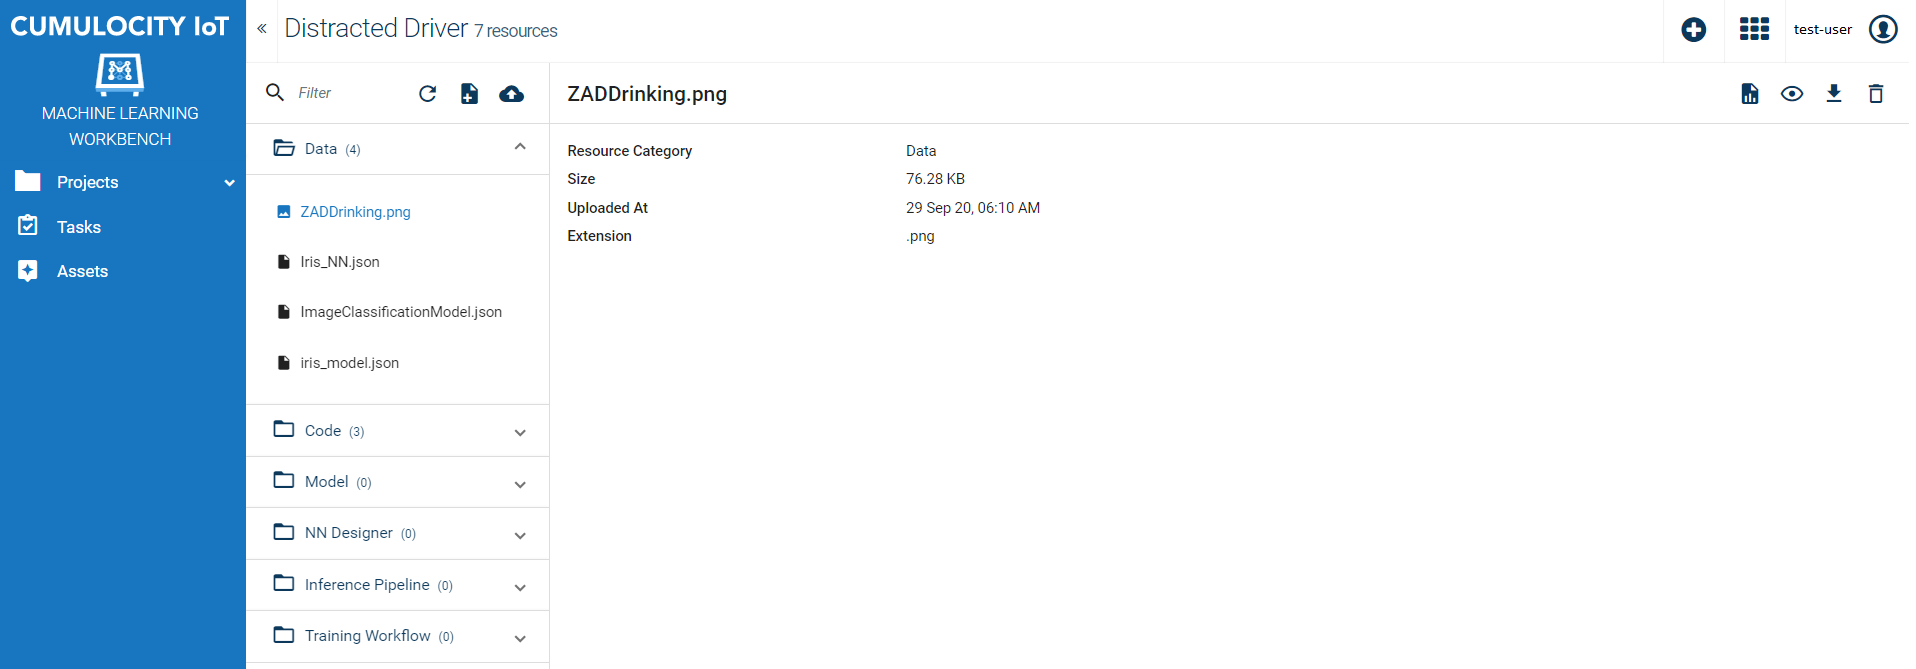 CUMULOCITY IoT
MACHINE LEARNING
WORKBENCH
Projects
Tasks
Assets
Distracted Driver 7 resources
test-user
Filter
Data (4)
ZADDrinking.png
Iris_NN.json
ImageClassificationModel.json
iris_model.json
Code (3)
Model (0)
NN Designer (0)
Inference Pipeline (0)
Training Workflow (0)
ZADDrinking.png
Resource Category Data
Size 76.28 KB
Uploaded At 29 Sep 20, 06:10 AM
Extension .png